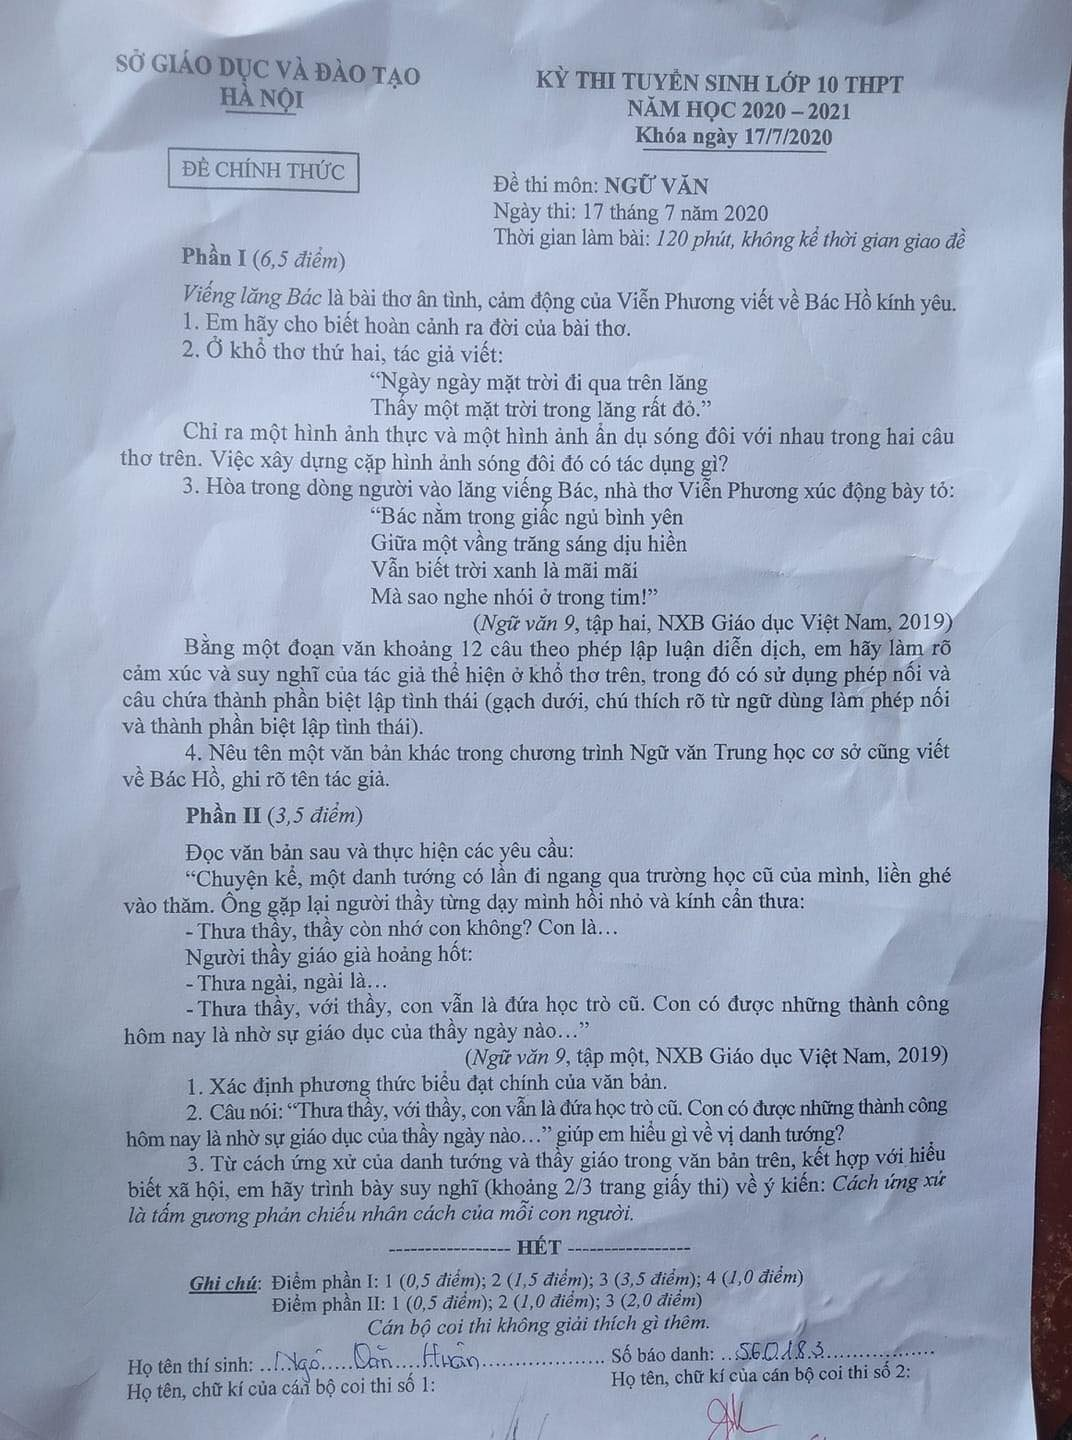 SỞ GIÁO DỤC VÀ ĐÀO TẠO
HÀ NỘI
KỲ THI TUYỂN SINH LỚP 10 THPT
NĂM HỌC 2020 – 2021
Khóa ngày 17/7/2020
ĐỀ CHÍNH THỨC
Đề thi môn: NGỮ VĂN
Ngày thi: 17 tháng 7 năm 2020
Thời gian làm bài: 120 phút, không kể thời gian giao đề
Phần I (6,5 điểm)
Viếng lăng Bác là bài thơ ân tình, cảm động của Viễn Phương viết về Bác Hồ kính yêu.
1. Em hãy cho biết hoàn cảnh ra đời của bài thơ.
2. Ở khổ thơ thứ hai, tác giả viết:
“Ngày ngày mặt trời đi qua trên lăng
Thấy một mặt trời trong lăng rất đỏ.”
Chỉ ra một hình ảnh thực và một hình ảnh ẩn dụ sóng đôi với nhau trong hai câu
thơ trên. Việc xây dựng cặp hình ảnh sóng đôi đó có tác dụng gì?
3. Hòa trong dòng người vào lăng viếng Bác, nhà thơ Viễn Phương xúc động bày tỏ:
“Bác nằm trong giấc ngủ bình yên
Giữa một vầng trăng sáng dịu hiền
Vẫn biết trời xanh là mãi mãi
Mà sao nghe nhói ở trong tim!”
(Ngữ văn 9, tập hai, NXB Giáo dục Việt Nam, 2019)
Bằng một đoạn văn khoảng 12 câu theo phép lập luận diễn dịch, em hãy làm rõ
cảm xúc và suy nghĩ của tác giả thể hiện ở khổ thơ trên, trong đó có sử dụng phép nối và
câu chứa thành phần biệt lập tình thái (gạch dưới, chú thích rõ từ ngữ dùng làm phép nối
và thành phần biệt lập tình thái).
4. Nêu tên một văn bản khác trong chương trình Ngữ văn Trung học cơ sở cũng viết
về Bác Hồ, ghi rõ tên tác giả.
Phần II (3,5 điểm)
Đọc văn bản sau và thực hiện các yêu cầu:
“Chuyện kể, một danh tướng có lần đi ngang qua trường học cũ của mình, liền ghé
vào thăm. Ông gặp lại người thầy từng dạy mình hồi nhỏ và kính cẩn thưa:
- Thưa thầy, thầy còn nhớ con không? Con là...
Người thầy giáo già hoảng hốt:
- Thưa ngài, ngài là...
- Thưa thầy, với thầy, con vẫn là đứa học trò cũ. Con có được những thành công
hôm nay là nhờ sự giáo dục của thầy ngày nào...”
(Ngữ văn 9, tập một, NXB Giáo dục Việt Nam, 2019)
1. Xác định phương thức biểu đạt chính của văn bản.
2. Câu nói: “Thưa thầy, với thầy, con vẫn là đứa học trò cũ. Con có được những thành công
hôm nay là nhờ sự giáo dục của thầy ngày nào...” giúp em hiểu gì về vị danh tướng?
3. Từ cách ứng xử của danh tướng và thầy giáo trong văn bản trên, kết hợp với hiểu
biết xã hội, em hãy trình bày suy nghĩ (khoảng 2/3 trang giấy thi) về ý kiến: Cách ứng xử
là tấm gương phản chiếu nhân cách của mỗi con người.
----------------- HẾT -----------------
Ghi chú: Điểm phần I: 1 (0,5 điểm); 2 (1,5 điểm); 3 (3,5 điểm); 4 (1,0 điểm)
Điểm phần II: 1 (0,5 điểm); 2 (1,0 điểm); 3 (2,0 điểm)
Cán bộ coi thi không giải thích gì thêm.
Họ tên thí sinh: Ngô Văn Huân Số báo danh: 560183
Họ tên, chữ kí của cán bộ coi thi số 1: Họ tên, chữ kí của cán bộ coi thi số 2: